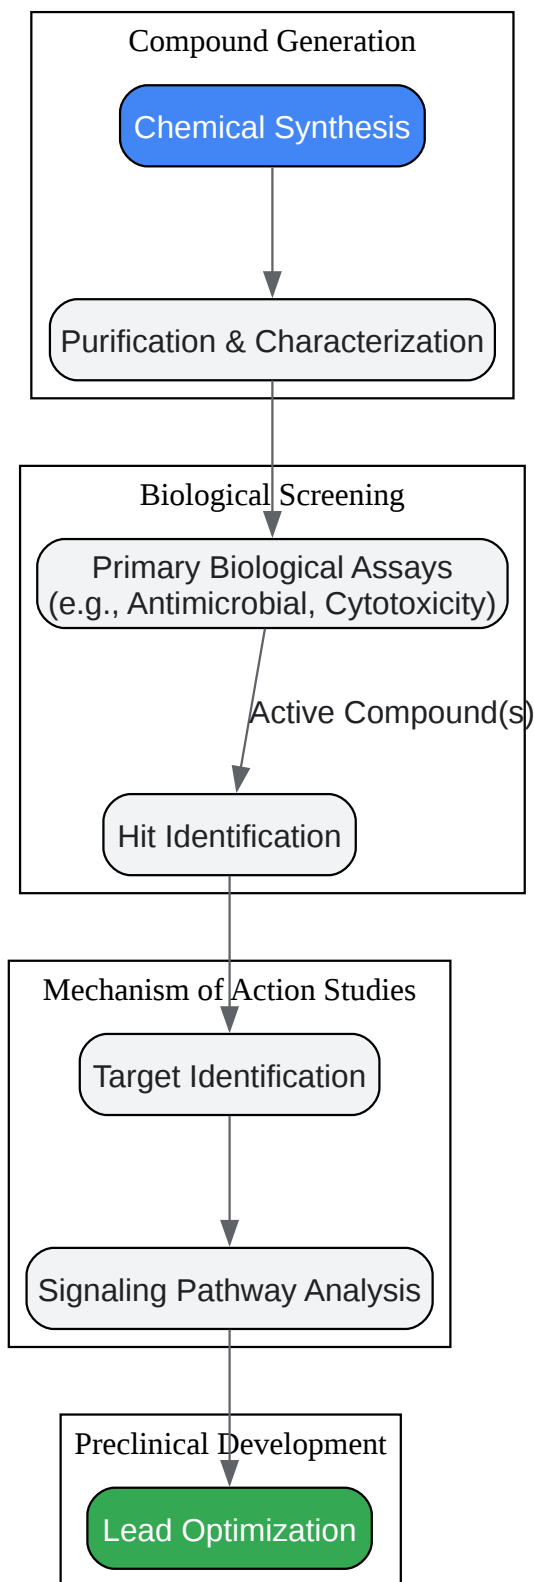 Compound Generation
Chemical Synthesis
Purification & Characterization
Biological Screening
Primary Biological Assays
(e.g., Antimicrobial, Cytotoxicity)
Active Compound(s)
Hit Identification
Mechanism of Action Studies
Target Identification
Signaling Pathway Analysis
Preclinical Development
Lead Optimization